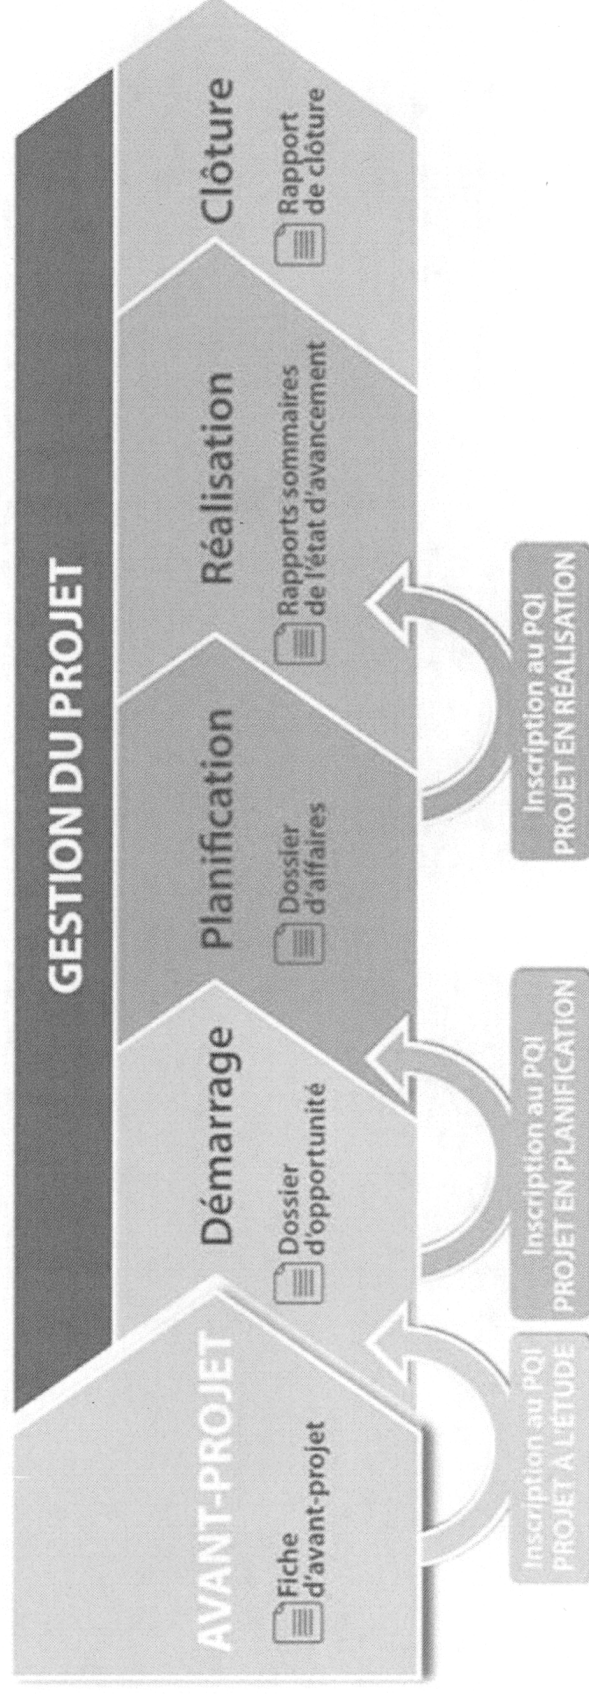 GESTION DU PROJET
AVANT-PROJET
Fiche
d'avant-projet
Démarrage
Dossier
d'opportunité
Planification
Dossier
d'affaires
Réalisation
Rapports sommaires
de l'état d'avancement
Clôture
Rapport
de clôture
Inscription au PQI
PROJET À L'ÉTUDE
Inscription au PQI
PROJET EN PLANIFICATION
Inscription au PQI
PROJET EN RÉALISATION